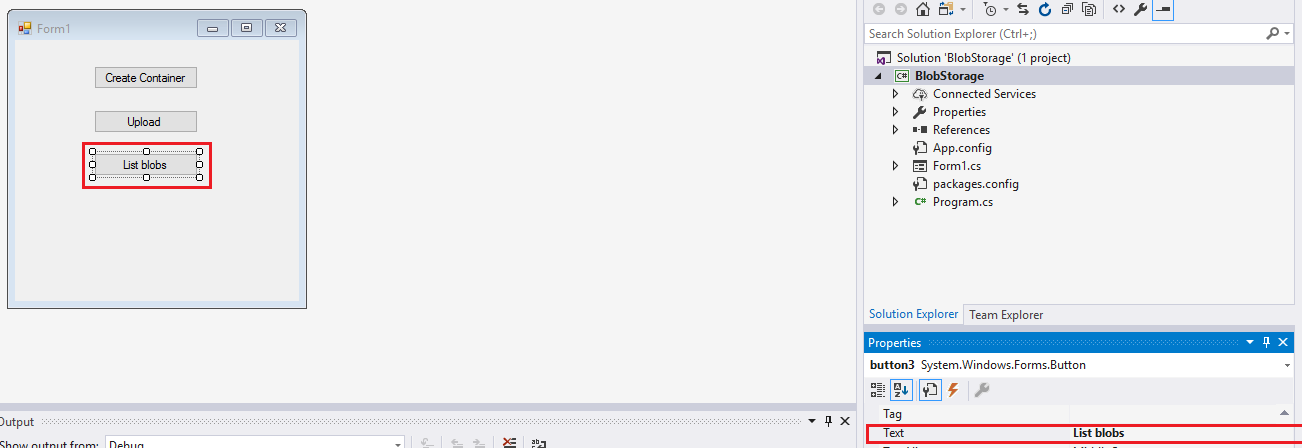 Form1
Create Container
Upload
List blobs
Search Solution Explorer (Ctrl+;)
Solution 'BlobStorage' (1 project)
C# BlobStorage
Connected Services
Properties
References
App.config
Form1.cs
packages.config
C# Program.cs
Solution Explorer Team Explorer
Properties
button3 System.Windows.Forms.Button
Tag
Text List blobs
Output
Show output from: Debug